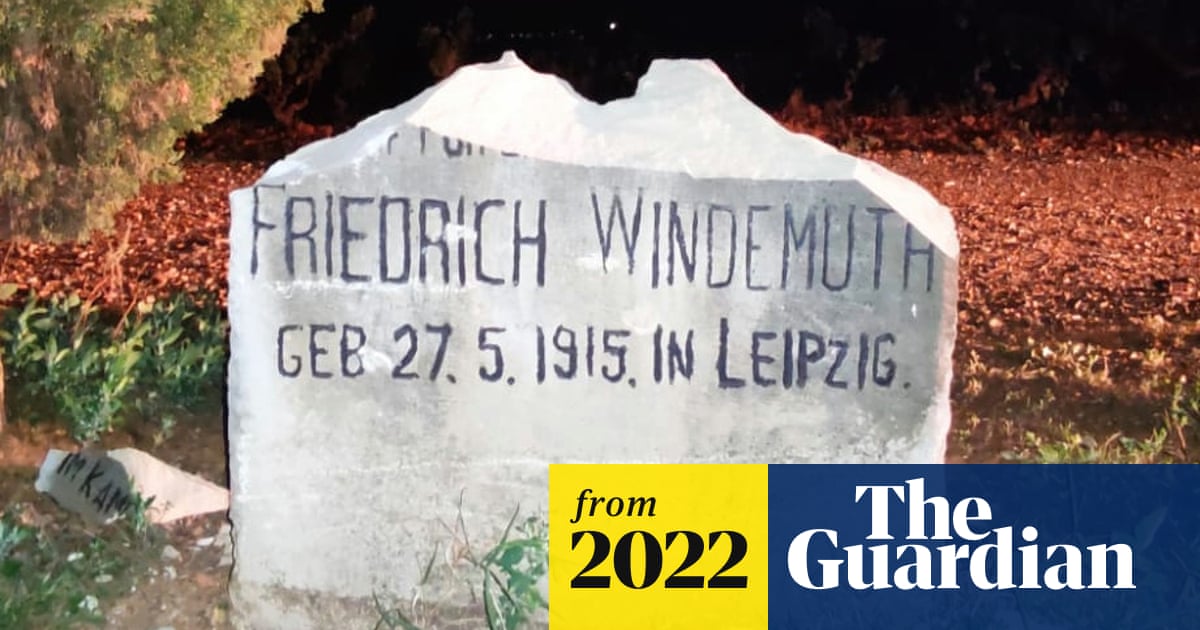 FRIEDRICH WINDEMUTH
GEB 27. 5. 1915. IN LEIPZIG.
IM KAM
from
2022
The
Guardian